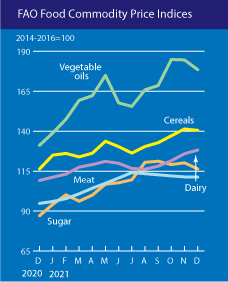 FAO Food Commodity Price Indices
2014-2016=100
190
Vegetable
oils
165
Cereals
140
115
Meat
Dairy
90
Sugar
65
D J F M A M J J A S O N D
2020 2021